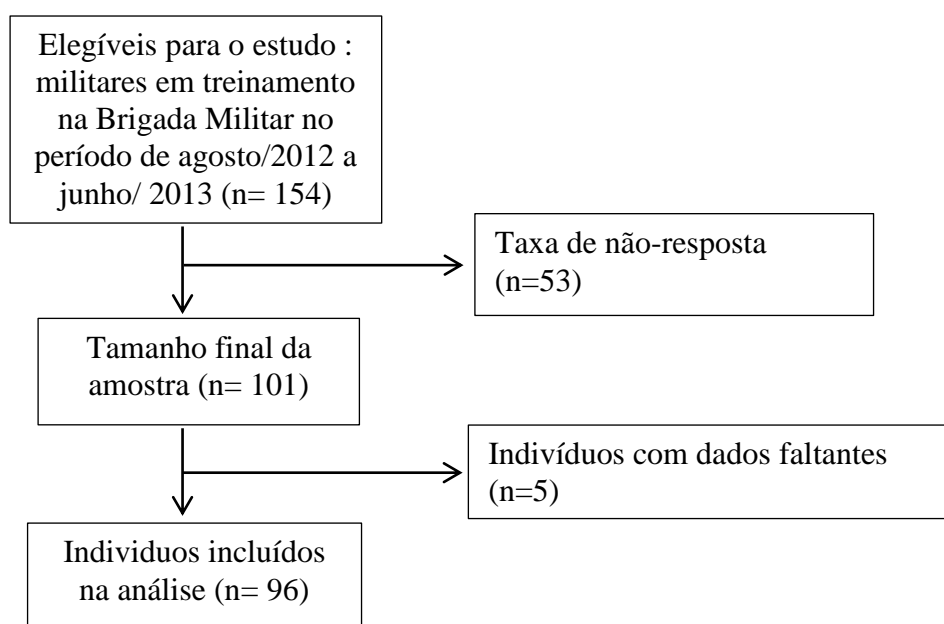 Elegíveis para o estudo :
militares em treinamento
na Brigada Militar no
período de agosto/2012 a
junho/ 2013 (n= 154)
Taxa de não-resposta
(n=53)
Tamanho final da
amostra (n= 101)
Indivíduos com dados faltantes
(n=5)
Individuos incluídos
na análise (n= 96)